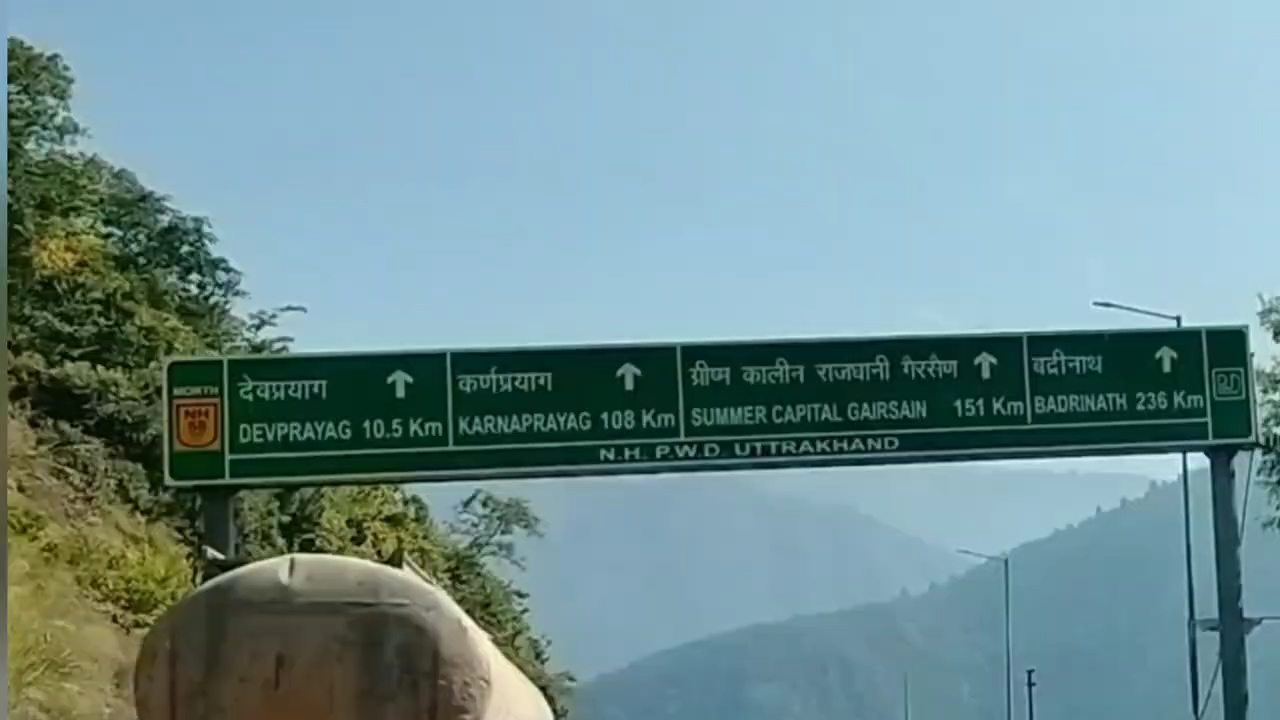 MORTH
NH
58
देवप्रयाग
DEVPRAYAG 10.5 Km
कर्णप्रयाग
KARNAPRAYAG 108 Km
ग्रीष्म कालीन राजधानी गैरसैण
SUMMER CAPITAL GAIRSAIN 151 Km
बद्रीनाथ
BADRINATH 236 Km
N.H. P.W.D. UTTRAKHAND